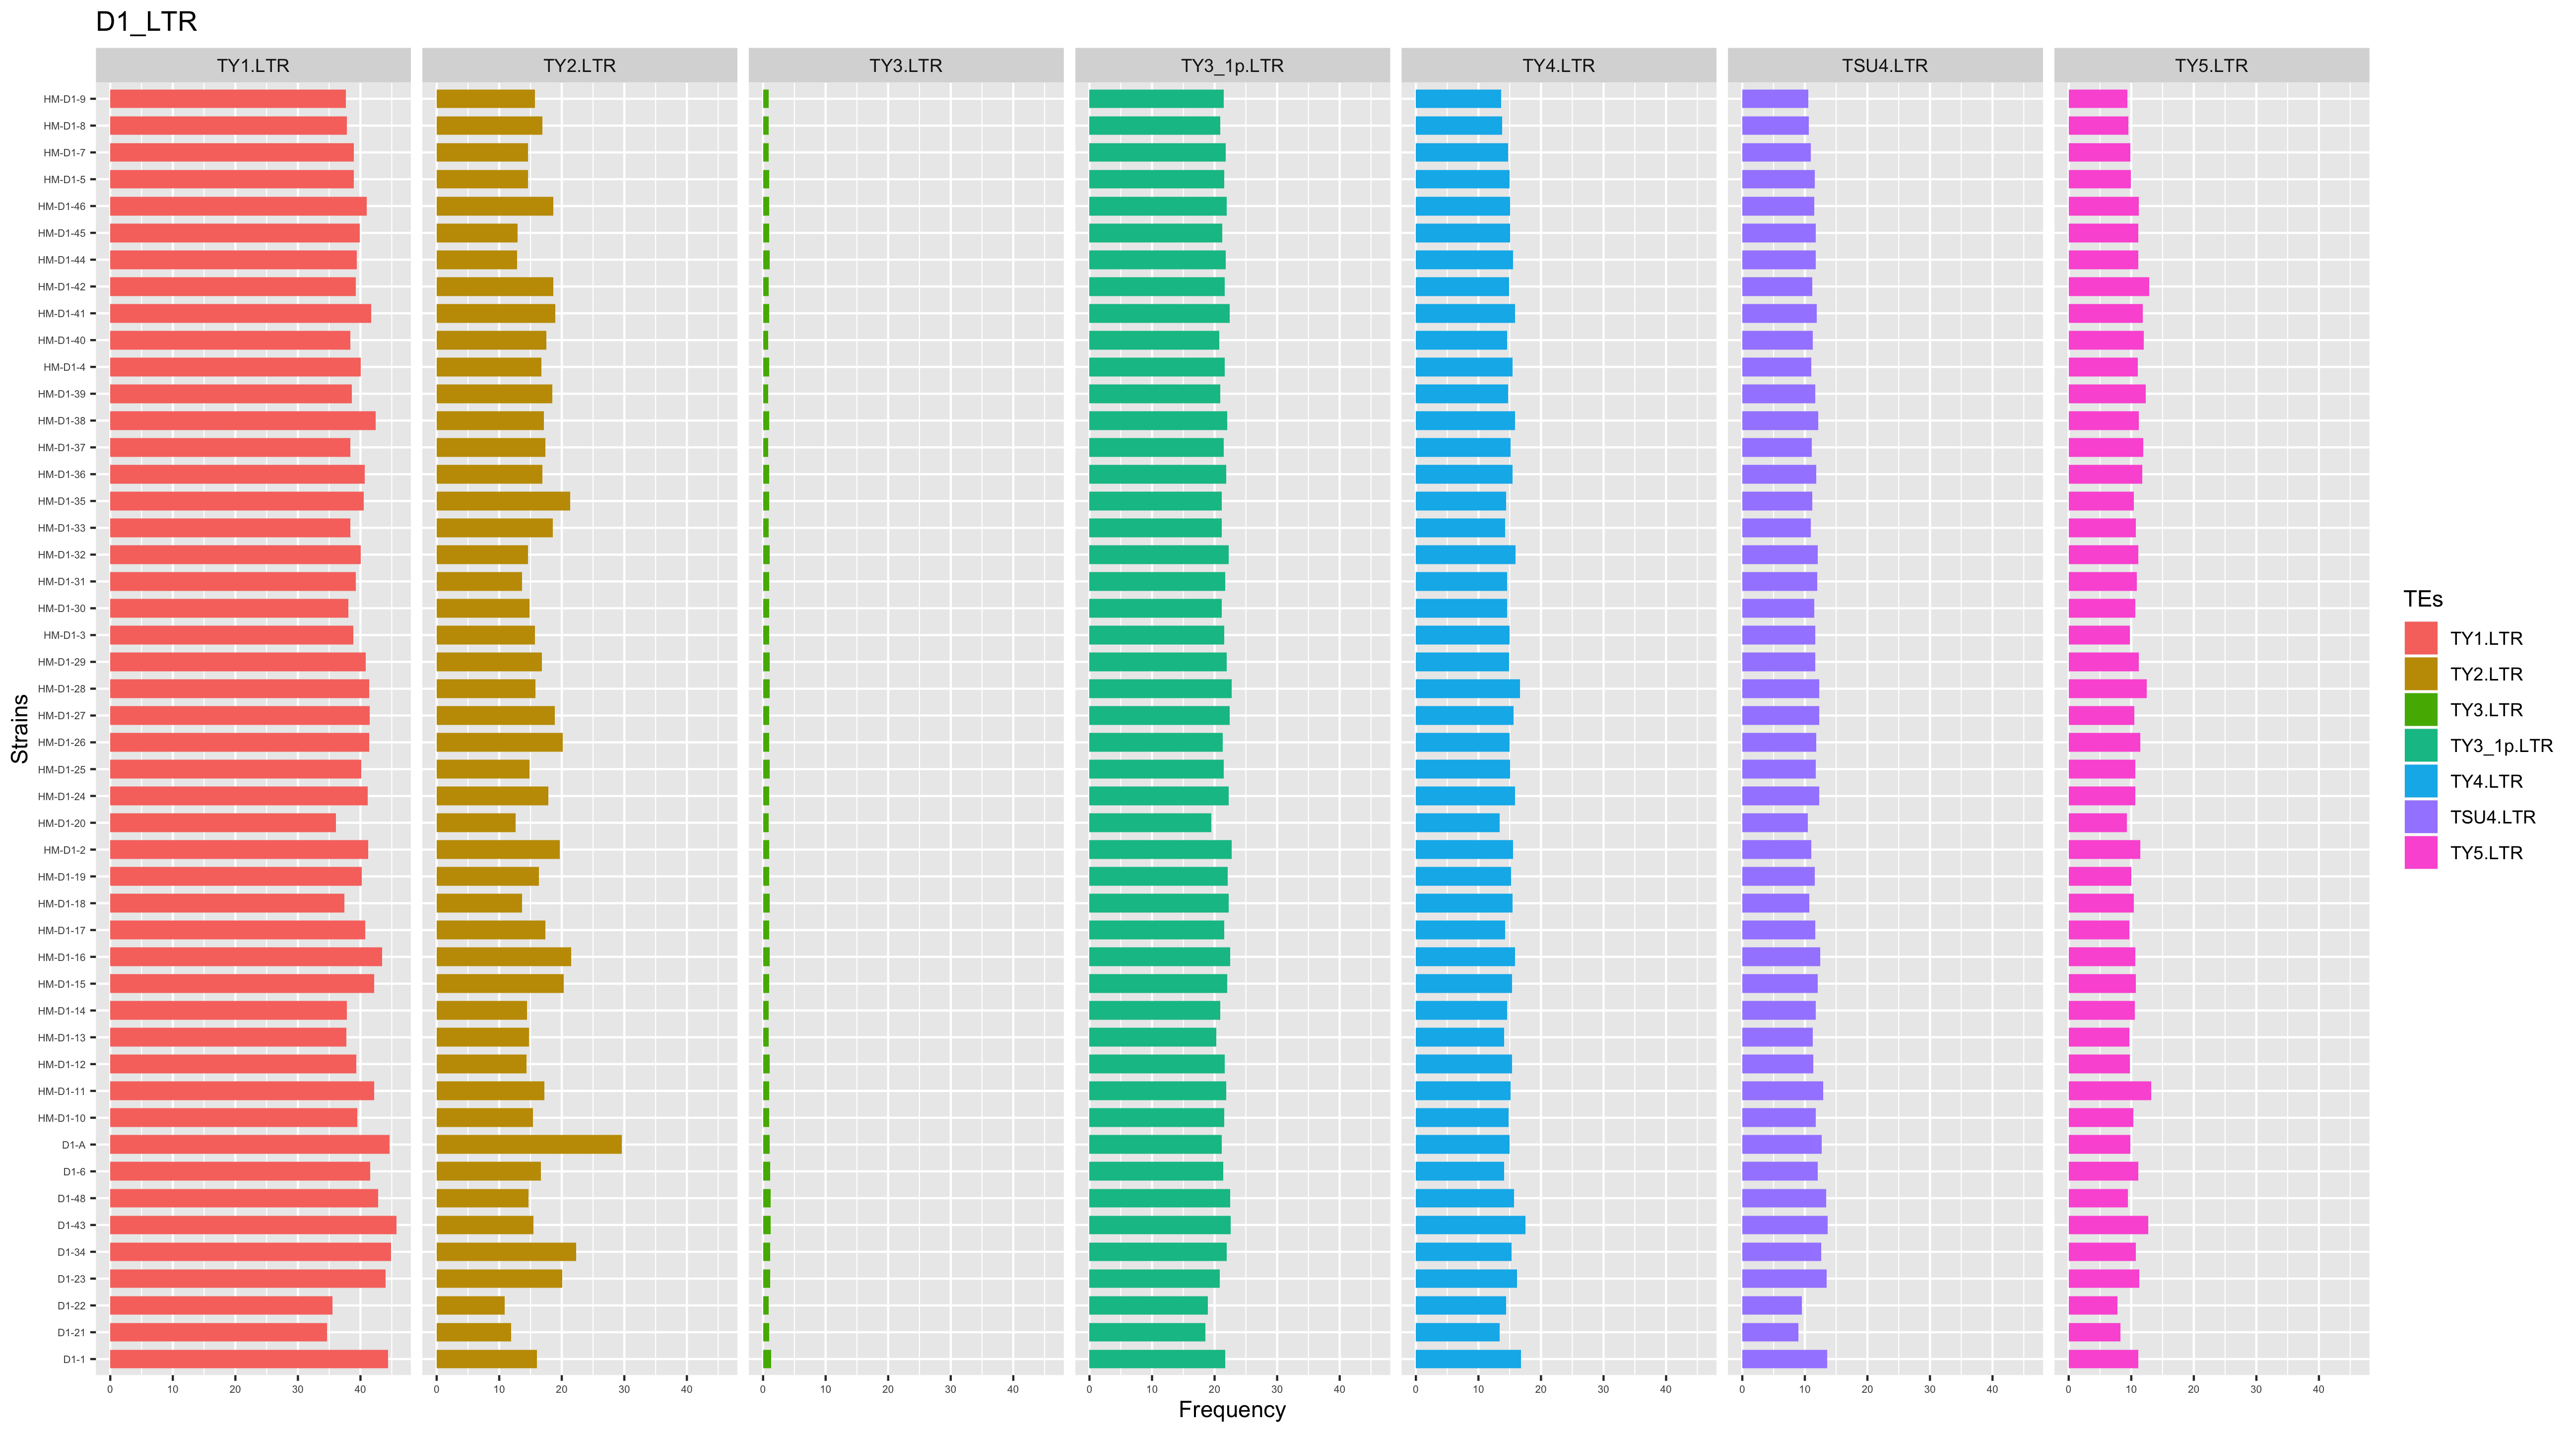 D1_LTR
TY1.LTR TY2.LTR TY3.LTR TY3_1p.LTR TY4.LTR TSU4.LTR TY5.LTR
HM-D1-9
HM-D1-8
HM-D1-7
HM-D1-5
HM-D1-46
HM-D1-45
HM-D1-44
HM-D1-42
HM-D1-41
HM-D1-40
HM-D1-4
HM-D1-39
HM-D1-38
HM-D1-37
HM-D1-36
HM-D1-35
HM-D1-33
HM-D1-32
HM-D1-31
HM-D1-30
HM-D1-3
HM-D1-29
HM-D1-28
HM-D1-27
HM-D1-26
HM-D1-25
HM-D1-24
HM-D1-20
HM-D1-2
HM-D1-19
HM-D1-18
HM-D1-17
HM-D1-16
HM-D1-15
HM-D1-14
HM-D1-13
HM-D1-12
HM-D1-11
HM-D1-10
D1-A
D1-6
D1-48
D1-43
D1-34
D1-23
D1-22
D1-21
D1-1
Strains
0 10 20 30 40 0 10 20 30 40 0 10 20 30 40 0 10 20 30 40 0 10 20 30 40 0 10 20 30 40 0 10 20 30 40
Frequency
TEs
TY1.LTR
TY2.LTR
TY3.LTR
TY3_1p.LTR
TY4.LTR
TSU4.LTR
TY5.LTR